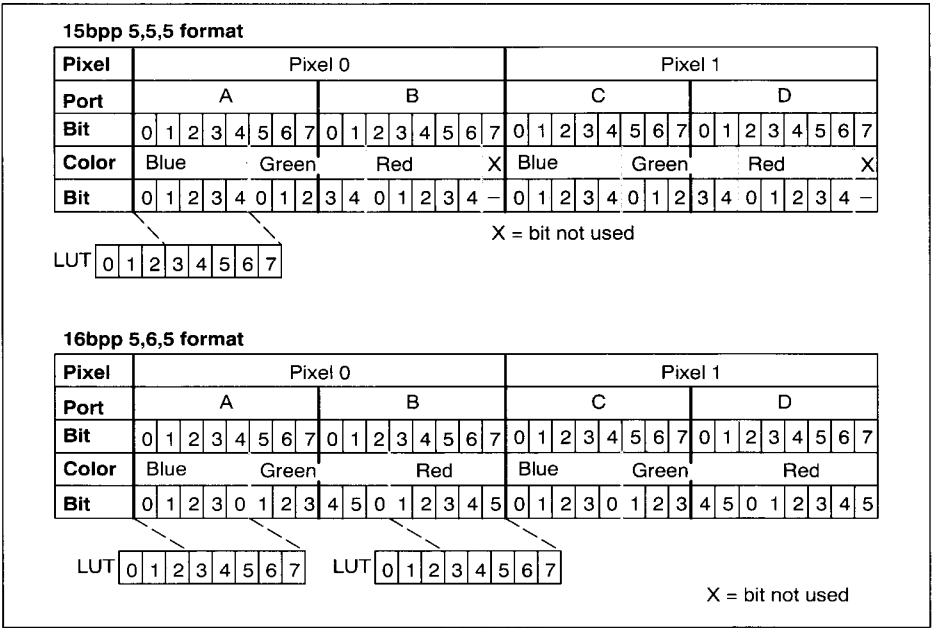 15bpp 5,5,5 format
Pixel Pixel 0 Pixel 1
Port A B C D
Bit 0 1 2 3 4 5 6 7 0 1 2 3 4 5 6 7 0 1 2 3 4 5 6 7 0 1 2 3 4 5 6 7
Color Blue Green Red X Blue Green Red X
Bit 0 1 2 3 4 0 1 2 3 4 0 1 2 3 4 – 0 1 2 3 4 0 1 2 3 4 0 1 2 3 4 –
X = bit not used
LUT 0 1 2 3 4 5 6 7
16bpp 5,6,5 format
Pixel Pixel 0 Pixel 1
Port A B C D
Bit 0 1 2 3 4 5 6 7 0 1 2 3 4 5 6 7 0 1 2 3 4 5 6 7 0 1 2 3 4 5 6 7
Color Blue Green Red Blue Green Red
Bit 0 1 2 3 0 1 2 3 4 5 0 1 2 3 4 5 0 1 2 3 0 1 2 3 4 5 0 1 2 3 4 5
LUT 0 1 2 3 4 5 6 7 LUT 0 1 2 3 4 5 6 7
X = bit not used